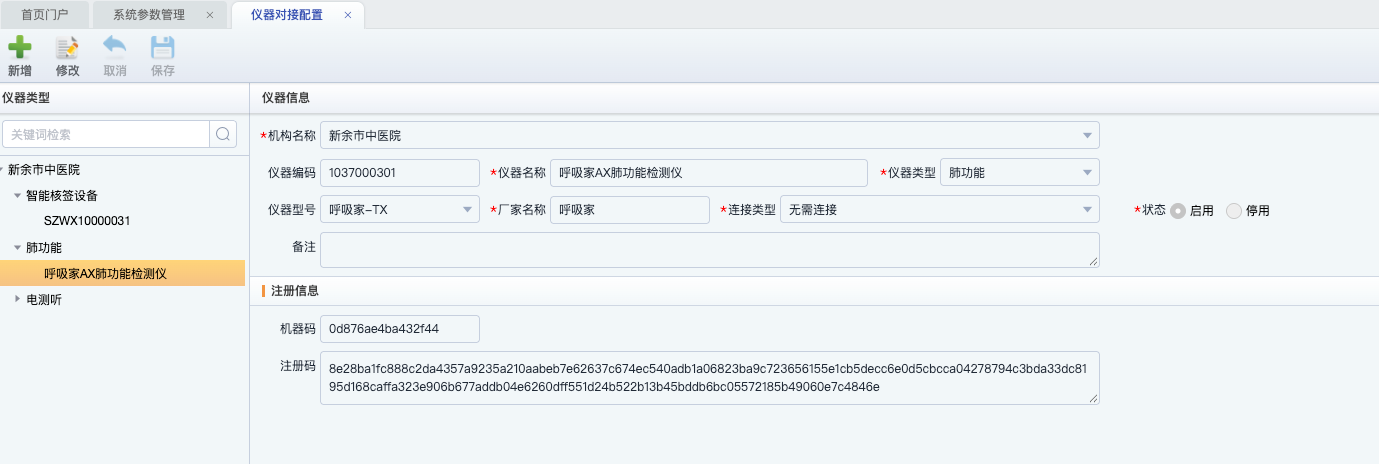 首页门户 系统参数管理 × 仪器对接配置 ×
新增 修改 取消 保存
仪器类型
关键词检索
新余市中医院
智能核签设备
SZWX10000031
肺功能
呼吸家AX肺功能检测仪
电测听
仪器信息
*机构名称 新余市中医院
仪器编码 1037000301 *仪器名称 呼吸家AX肺功能检测仪 *仪器类型 肺功能
仪器型号 呼吸家-TX *厂家名称 呼吸家 *连接类型 无需连接 *状态 启用 停用
备注
注册信息
机器码 0d876ae4ba432f44
注册码 8e28ba1fc888c2da4357a9235a210aabeb7e62637c674ec540adb1a06823ba9c723656155e1cb5decc6e0d5cbcca04278794c3bda33dc81
95d168caffa323e906b677addb04e6260dff551d24b522b13b45bddb6bc05572185b49060e7c4846e